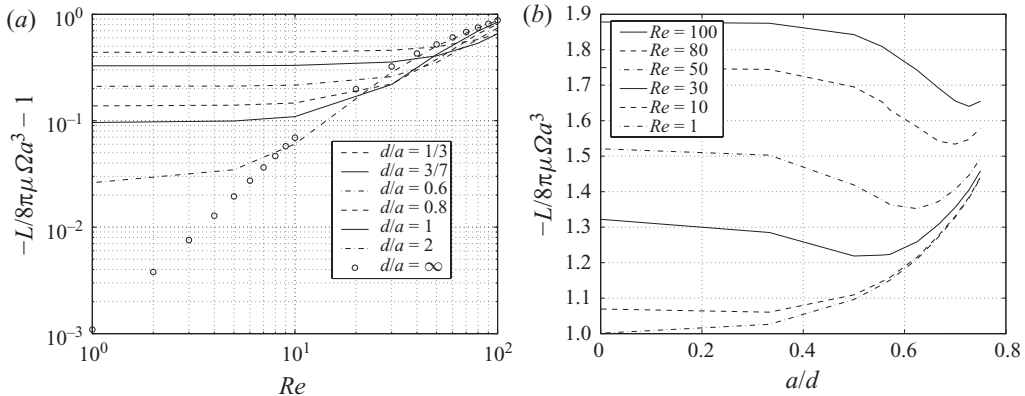 (a)
10^0
10^−1
10^−2
10^−3
−L/8πμΩa^3 − 1
d/a = 1/3
d/a = 3/7
d/a = 0.6
d/a = 0.8
d/a = 1
d/a = 2
d/a = ∞
10^0
10^1
10^2
Re
(b)
1.9
1.8
1.7
1.6
1.5
1.4
1.3
1.2
1.1
1.0
−L/8πμΩa^3
Re = 100
Re = 80
Re = 50
Re = 30
Re = 10
Re = 1
0
0.2
0.4
0.6
0.8
a/d